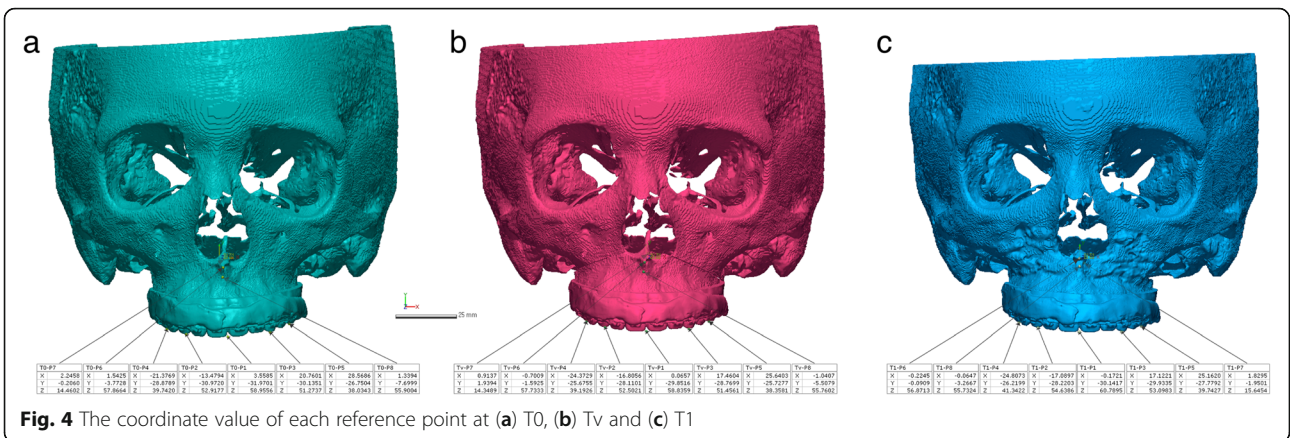 a
b
c
Y
Z X
25 mm
T0-P7 T0-P6 T0-P4 T0-P2 T0-P1 T0-P3 T0-P5 T0-P8
X 2.2458 X 1.5425 X -21.3769 X -13.4794 X 3.5585 X 20.7601 X 28.5686 X 1.3394
Y -0.2060 Y -3.7728 Y -28.8789 Y -30.9720 Y -31.9701 Y -30.1351 Y -26.7504 Y -7.6999
Z 14.4602 Z 57.0664 Z 39.7420 Z 52.9177 Z 58.9556 Z 51.2737 Z 38.0343 Z 55.9004
Tv-P7 Tv-P6 Tv-P4 Tv-P2 Tv-P1 Tv-P3 Tv-P5 Tv-P8
X 0.9137 X -0.7009 X -24.3729 X -16.8056 X 0.0657 X 17.4604 X 25.6403 X -1.0407
Y 1.9394 Y -1.5925 Y -25.6755 Y -28.1101 Y -29.8516 Y -28.7699 Y -25.7277 Y -5.5079
Z 14.3489 Z 57.7333 Z 39.1926 Z 52.5021 Z 58.8359 Z 51.4561 Z 38.3581 Z 55.7602
T1-P6 T1-P8 T1-P4 T1-P2 T1-P1 T1-P3 T1-P5 T1-P7
X -0.2245 X -0.0647 X -24.8073 X -17.0897 X -0.1721 X 17.1221 X 25.1620 X 1.8295
Y -0.0909 Y -3.2667 Y -26.2199 Y -28.2203 Y -30.1417 Y -29.9335 Y -27.7792 Y -1.9501
Z 56.8713 Z 55.7324 Z 41.3422 Z 54.6386 Z 60.7895 Z 53.0983 Z 39.7427 Z 15.6454
Fig. 4 The coordinate value of each reference point at (a) T0, (b) Tv and (c) T1